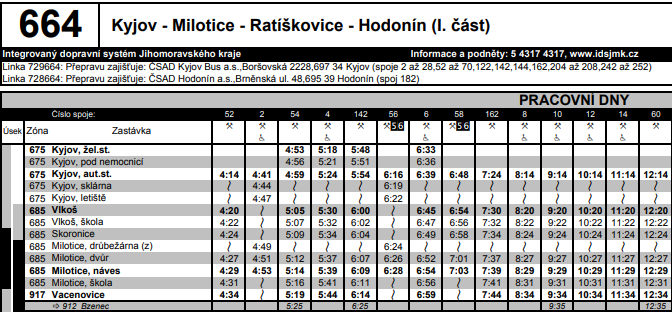 664 Kyjov - Milotice - Ratíškovice - Hodonín (I. část)
Integrovaný dopravní systém Jihomoravského kraje Informace a podněty: 5 4317 4317, www.idsjmk.cz
Linka 729664: Přepravu zajišťuje: ČSAD Kyjov Bus a.s.,Boršovská 2228,697 34 Kyjov (spoje 2 až 28,52 až 70,122,142,144,162,204 až 208,242 až 252)
Linka 728664: Přepravu zajišťuje: ČSAD Hodonín a.s.,Brněnská ul. 48,695 39 Hodonín (spoj 182)
PRACOVNÍ DNY
Číslo spoje: 52 2 54 4 142 56 6 58 162 8 10 12 14 60
Úsek Zóna Zastávka 56 56
675 Kyjov, žel.st. 4:53 5:18 5:48 6:33
675 Kyjov, pod nemocnicí 4:56 5:21 5:51 6:36
675 Kyjov, aut.st. 4:14 4:41 4:59 5:24 5:54 6:16 6:39 6:48 7:24 8:14 9:14 10:14 11:14 12:14
675 Kyjov, sklárna 4:44 6:19
675 Kyjov, letiště 4:47 6:22
685 Vlkoš 4:20 5:05 5:30 6:00 6:45 6:54 7:30 8:20 9:20 10:20 11:20 12:20
685 Vlkoš, škola 4:22 5:07 5:32 6:02 6:47 6:56 7:32 8:22 9:22 10:22 11:22 12:22
685 Skoronice 4:24 5:09 5:34 6:04 6:49 6:58 7:34 8:24 9:24 10:24 11:24 12:24
685 Milotice, drůbežárna (z) 4:49 6:24
685 Milotice, dvůr 4:27 4:51 5:12 5:37 6:07 6:26 6:52 7:01 7:37 8:27 9:27 10:27 11:27 12:27
685 Milotice, náves 4:29 4:53 5:14 5:39 6:09 6:28 6:54 7:03 7:39 8:29 9:29 10:29 11:29 12:29
685 Milotice, škola 4:31 5:16 5:41 6:11 6:56 7:41 8:31 9:31 10:31 11:31 12:31
917 Vacenovice 4:34 5:19 5:44 6:14 6:59 7:44 8:34 9:34 10:34 11:34 12:34
⇨ 912 Bzenec 5:25 6:25 9:35 12:35